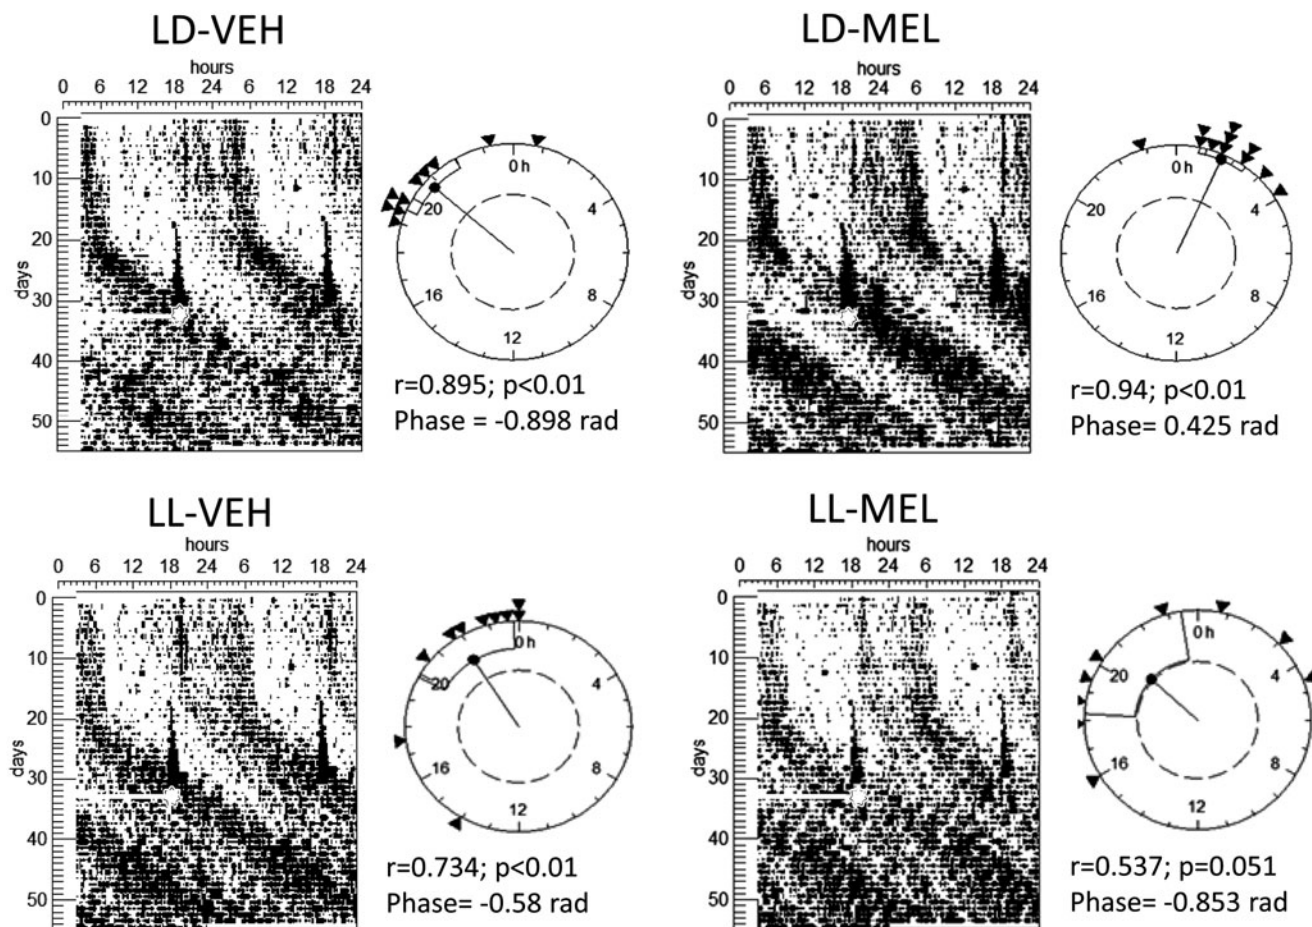 LD-VEH
hours
0 6 12 18 24 6 12 18 24
days
0
10
20
30
40
50
0 h
4
8
12
16
20
r=0.895; p<0.01
Phase = -0.898 rad
LD-MEL
hours
0 6 12 18 24 6 12 18 24
days
0
10
20
30
40
50
0 h
4
8
12
16
20
r=0.94; p<0.01
Phase= 0.425 rad
LL-VEH
hours
0 6 12 18 24 6 12 18 24
days
0
10
20
30
40
50
0 h
4
8
12
16
20
r=0.734; p<0.01
Phase= -0.58 rad
LL-MEL
hours
0 6 12 18 24 6 12 18 24
days
0
10
20
30
40
50
0 h
4
8
12
16
20
r=0.537; p=0.051
Phase= -0.853 rad